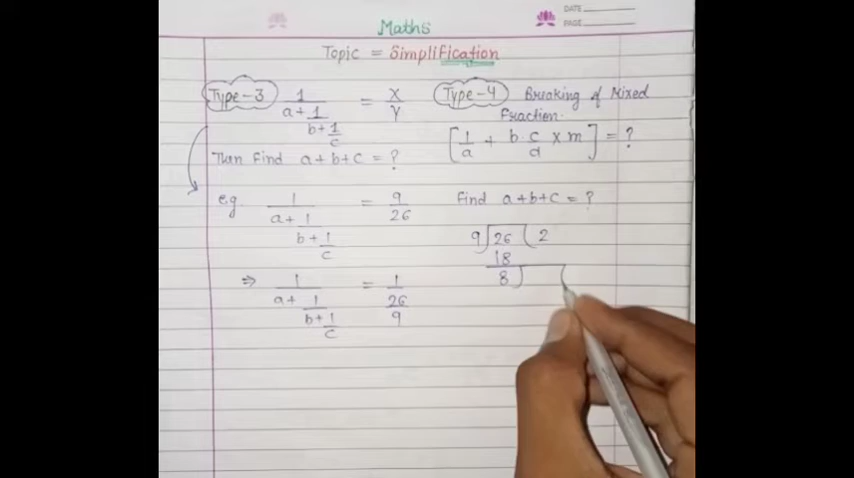 DATE
PAGE
Maths
Topic = Simplification
Type-3 1/(a+1/(b+1/c)) = X/Y
Than find a+b+c = ?
Type-4 Breaking of Mixed
Fraction.
[1/a + b.c/d × m] = ?
e.g 1/(a+1/(b+1/c)) = 9/26
Find a+b+c = ?
⇒ 1/(a+1/(b+1/c)) = 1/(26/9)
9)26(2
18
8)